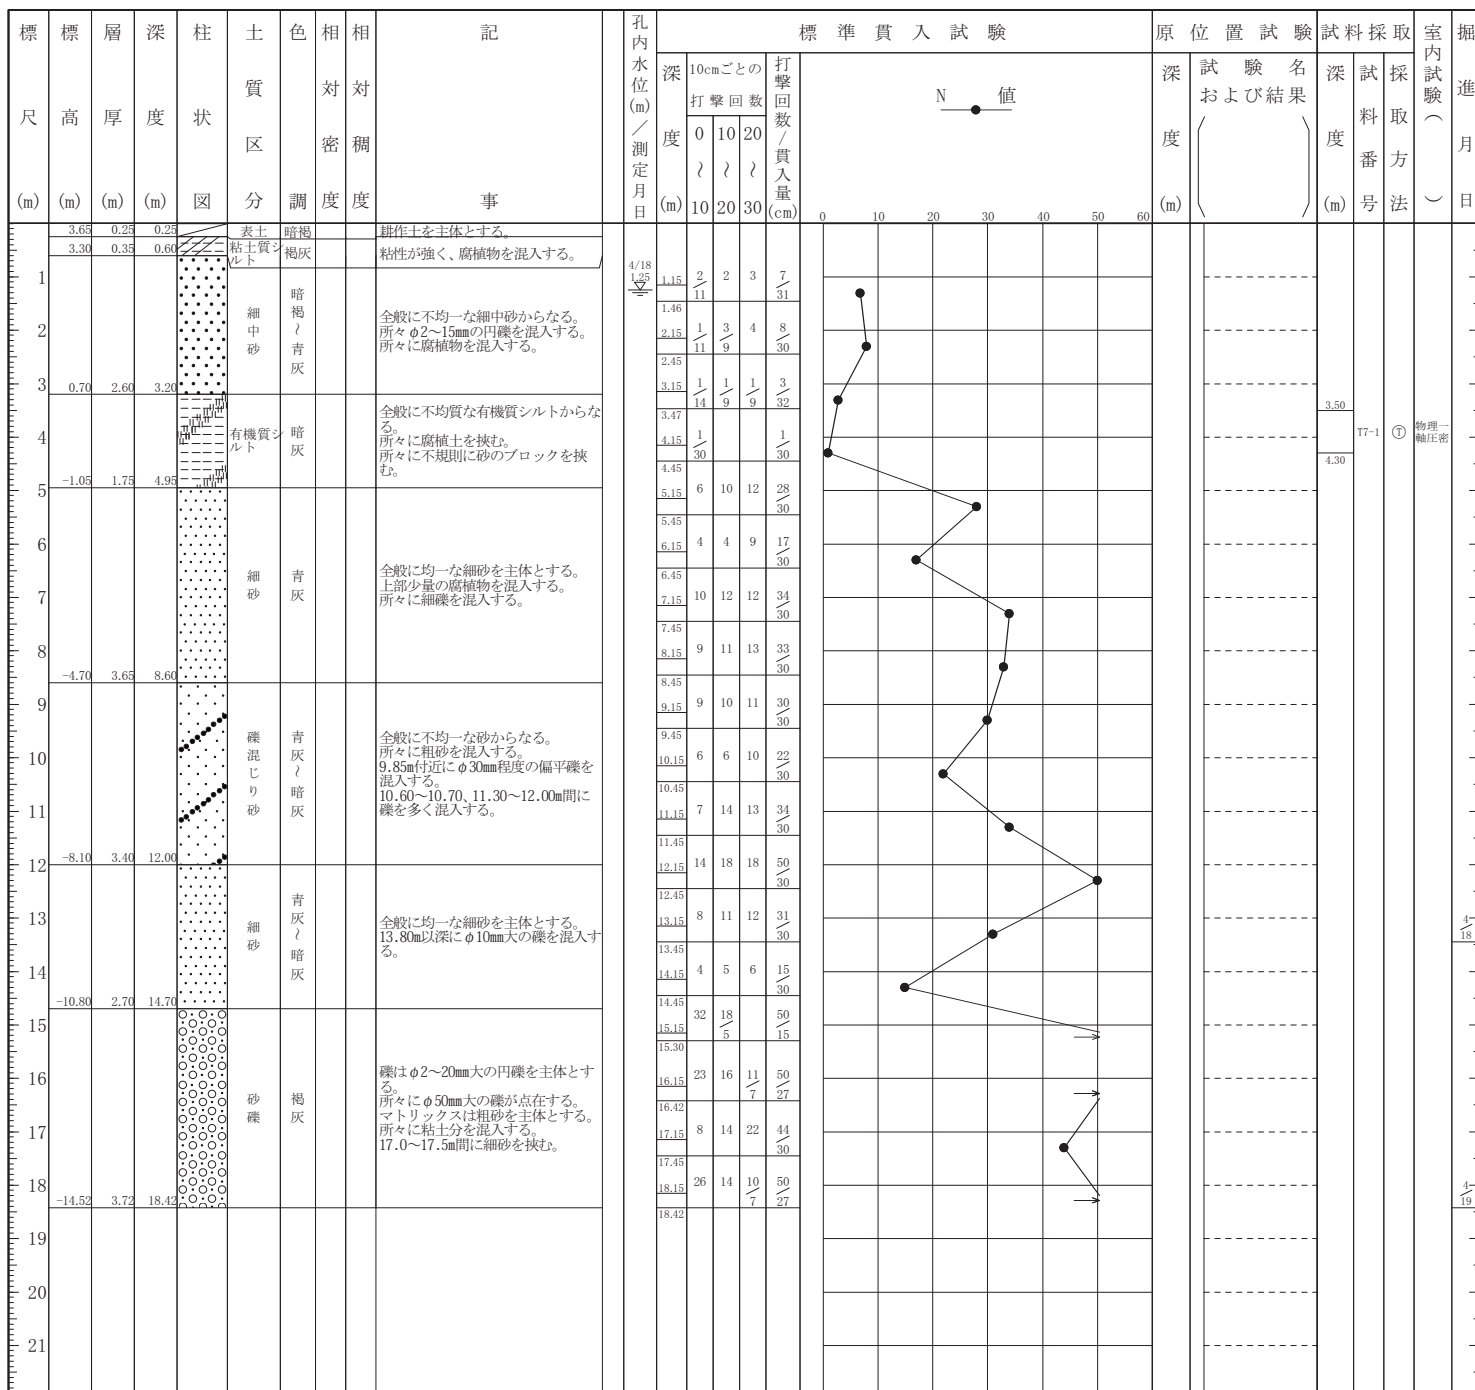 標尺(m)
標高(m)
層厚(m)
深度(m)
柱状図
土質区分
色調
相対密度
相対稠度
記事
孔内水位(m)／測定月日
標準貫入試験
深度(m)
10cmごとの
打撃回数
0〜10
10〜20
20〜30
打撃回数/貫入量(cm)
N 値
0 10 20 30 40 50 60
原位置試験
深度(m)
試験名
および結果
試料採取
深度(m)
試料番号
採取方法
室内試験（ ）
掘進月日
3.65 0.25 0.25 表土 暗褐 耕作土を主体とする。
3.30 0.35 0.60 粘土質シ
ルト
褐灰 粘性が強く、腐植物を混入する。
0.70 2.60 3.20 細中砂 暗褐〜青灰
全般に不均一な細中砂からなる。
所々φ2〜15mmの円礫を混入する。
所々に腐植物を混入する。
-1.05 1.75 4.95 有機質シ
ルト
暗灰
全般に不均質な有機質シルトからな
る。
所々に腐植土を挟む。
所々に不規則に砂のブロックを挟
む。
-4.70 3.65 8.60 細砂 青灰
全般に均一な細砂を主体とする。
上部少量の腐植物を混入する。
所々に細礫を混入する。
-8.10 3.40 12.00 礫混じり砂 青灰〜暗灰
全般に不均一な砂からなる。
所々に粗砂を混入する。
9.85m付近にφ30mm程度の偏平礫を
混入する。
10.60〜10.70、11.30〜12.00m間に
礫を多く混入する。
-10.80 2.70 14.70 細砂 青灰〜暗灰
全般に均一な細砂を主体とする。
13.80m以深にφ10mm大の礫を混入す
る。
-14.52 3.72 18.42 砂礫 褐灰
礫はφ2〜20mm大の円礫を主体とす
る。
所々にφ50mm大の礫が点在する。
マトリックスは粗砂を主体とする。
所々に粘土分を混入する。
17.0〜17.5m間に細砂を挟む。
1
2
3
4
5
6
7
8
9
10
11
12
13
14
15
16
17
18
19
20
21
4/18
1.25
1.15 2/11 2 3 7/31
1.46
2.15 1/11 3/9 4 8/30
2.45
3.15 1/14 1/9 1/9 3/32
3.47
4.15 1/30 1/30
4.45
5.15 6 10 12 28/30
5.45
6.15 4 4 9 17/30
6.45
7.15 10 12 12 34/30
7.45
8.15 9 11 13 33/30
8.45
9.15 9 10 11 30/30
9.45
10.15 6 6 10 22/30
10.45
11.15 7 14 13 34/30
11.45
12.15 14 18 18 50/30
12.45
13.15 8 11 12 31/30
13.45
14.15 4 5 6 15/30
14.45
15.15 32 18/5 50/15
15.30
16.15 23 16 11/7 50/27
16.42
17.15 8 14 22 44/30
17.45
18.15 26 14 10/7 50/27
18.42
3.50
4.30
T7-1
Ⓣ
物理一
軸圧密
4/18
4/19